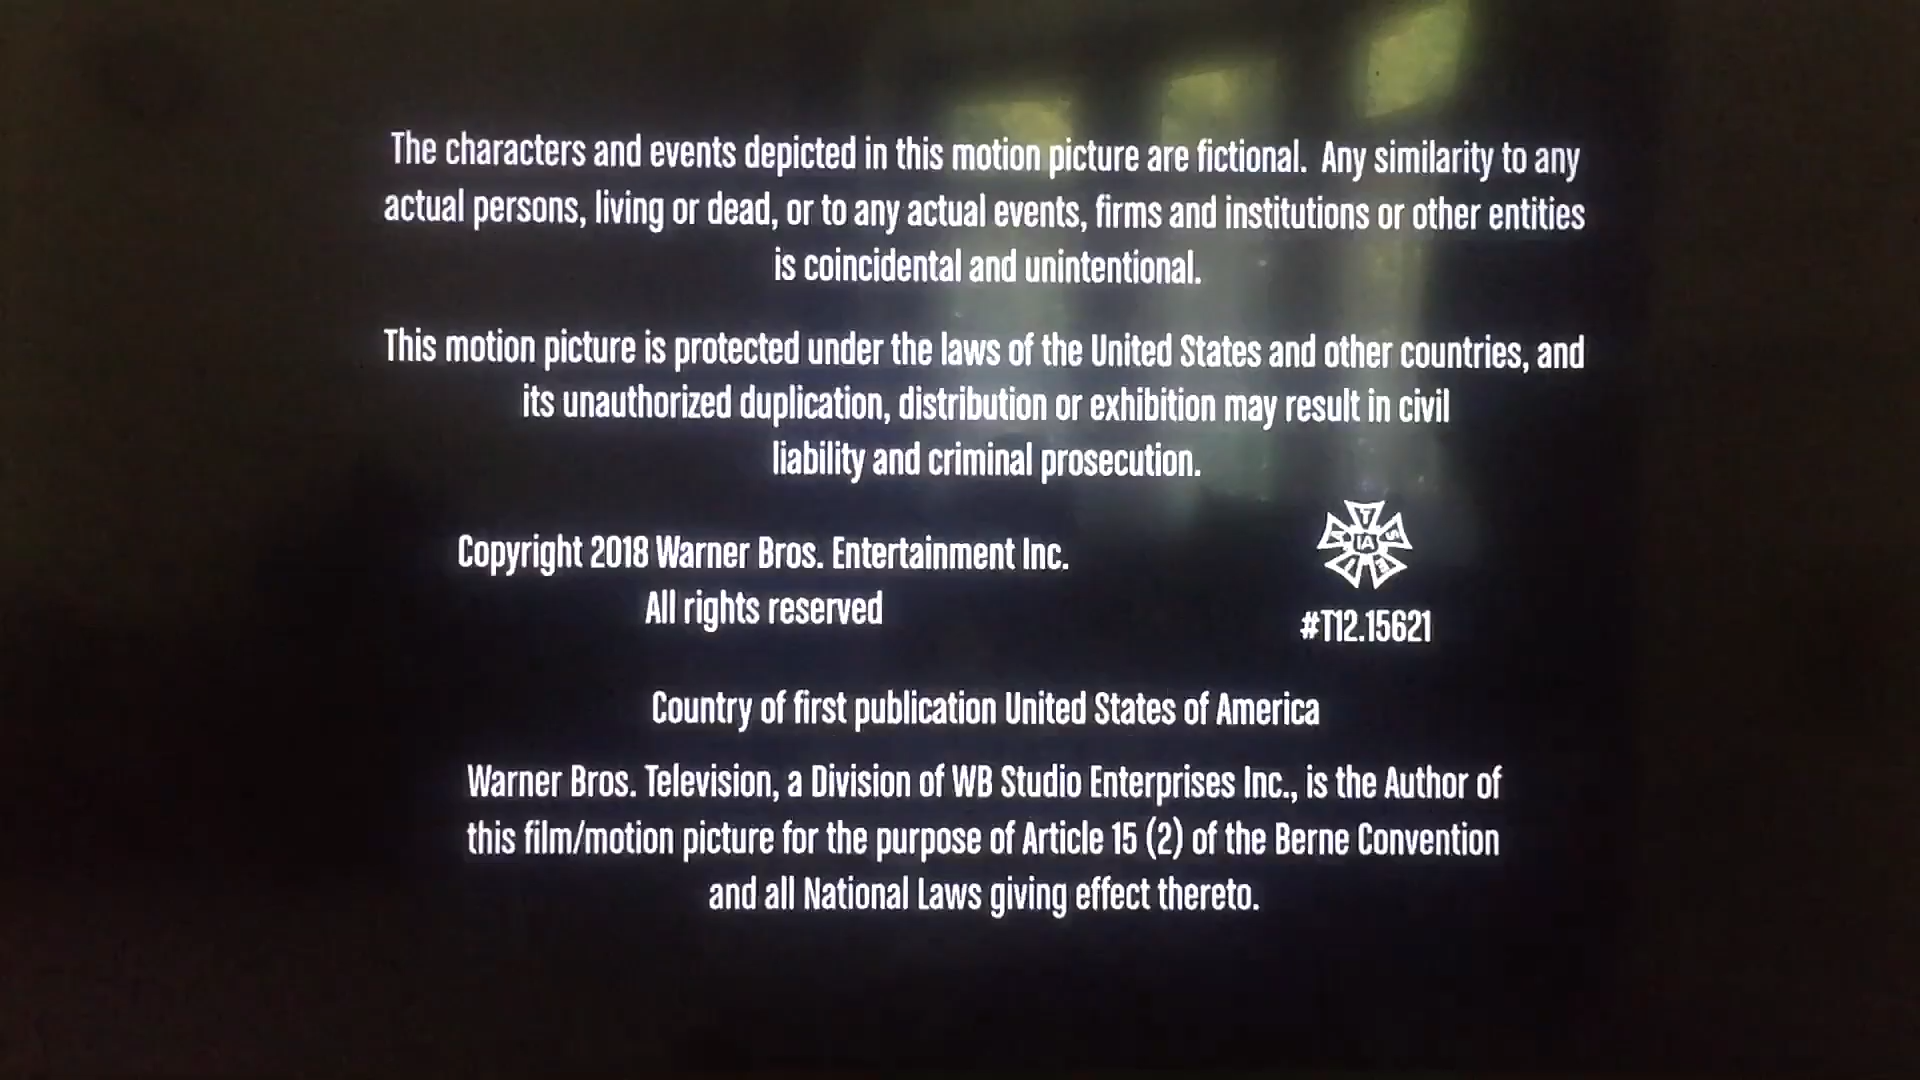 The characters and events depicted in this motion picture are fictional.  Any similarity to any
actual persons, living or dead, or to any actual events, firms and institutions or other entities
is coincidental and unintentional.
This motion picture is protected under the laws of the United States and other countries, and
its unauthorized duplication, distribution or exhibition may result in civil
liability and criminal prosecution.
Copyright 2018 Warner Bros. Entertainment Inc.
All rights reserved
IA TSE
#T12.15621
Country of first publication United States of America
Warner Bros. Television, a Division of WB Studio Enterprises Inc., is the Author of
this film/motion picture for the purpose of Article 15 (2) of the Berne Convention
and all National Laws giving effect thereto.